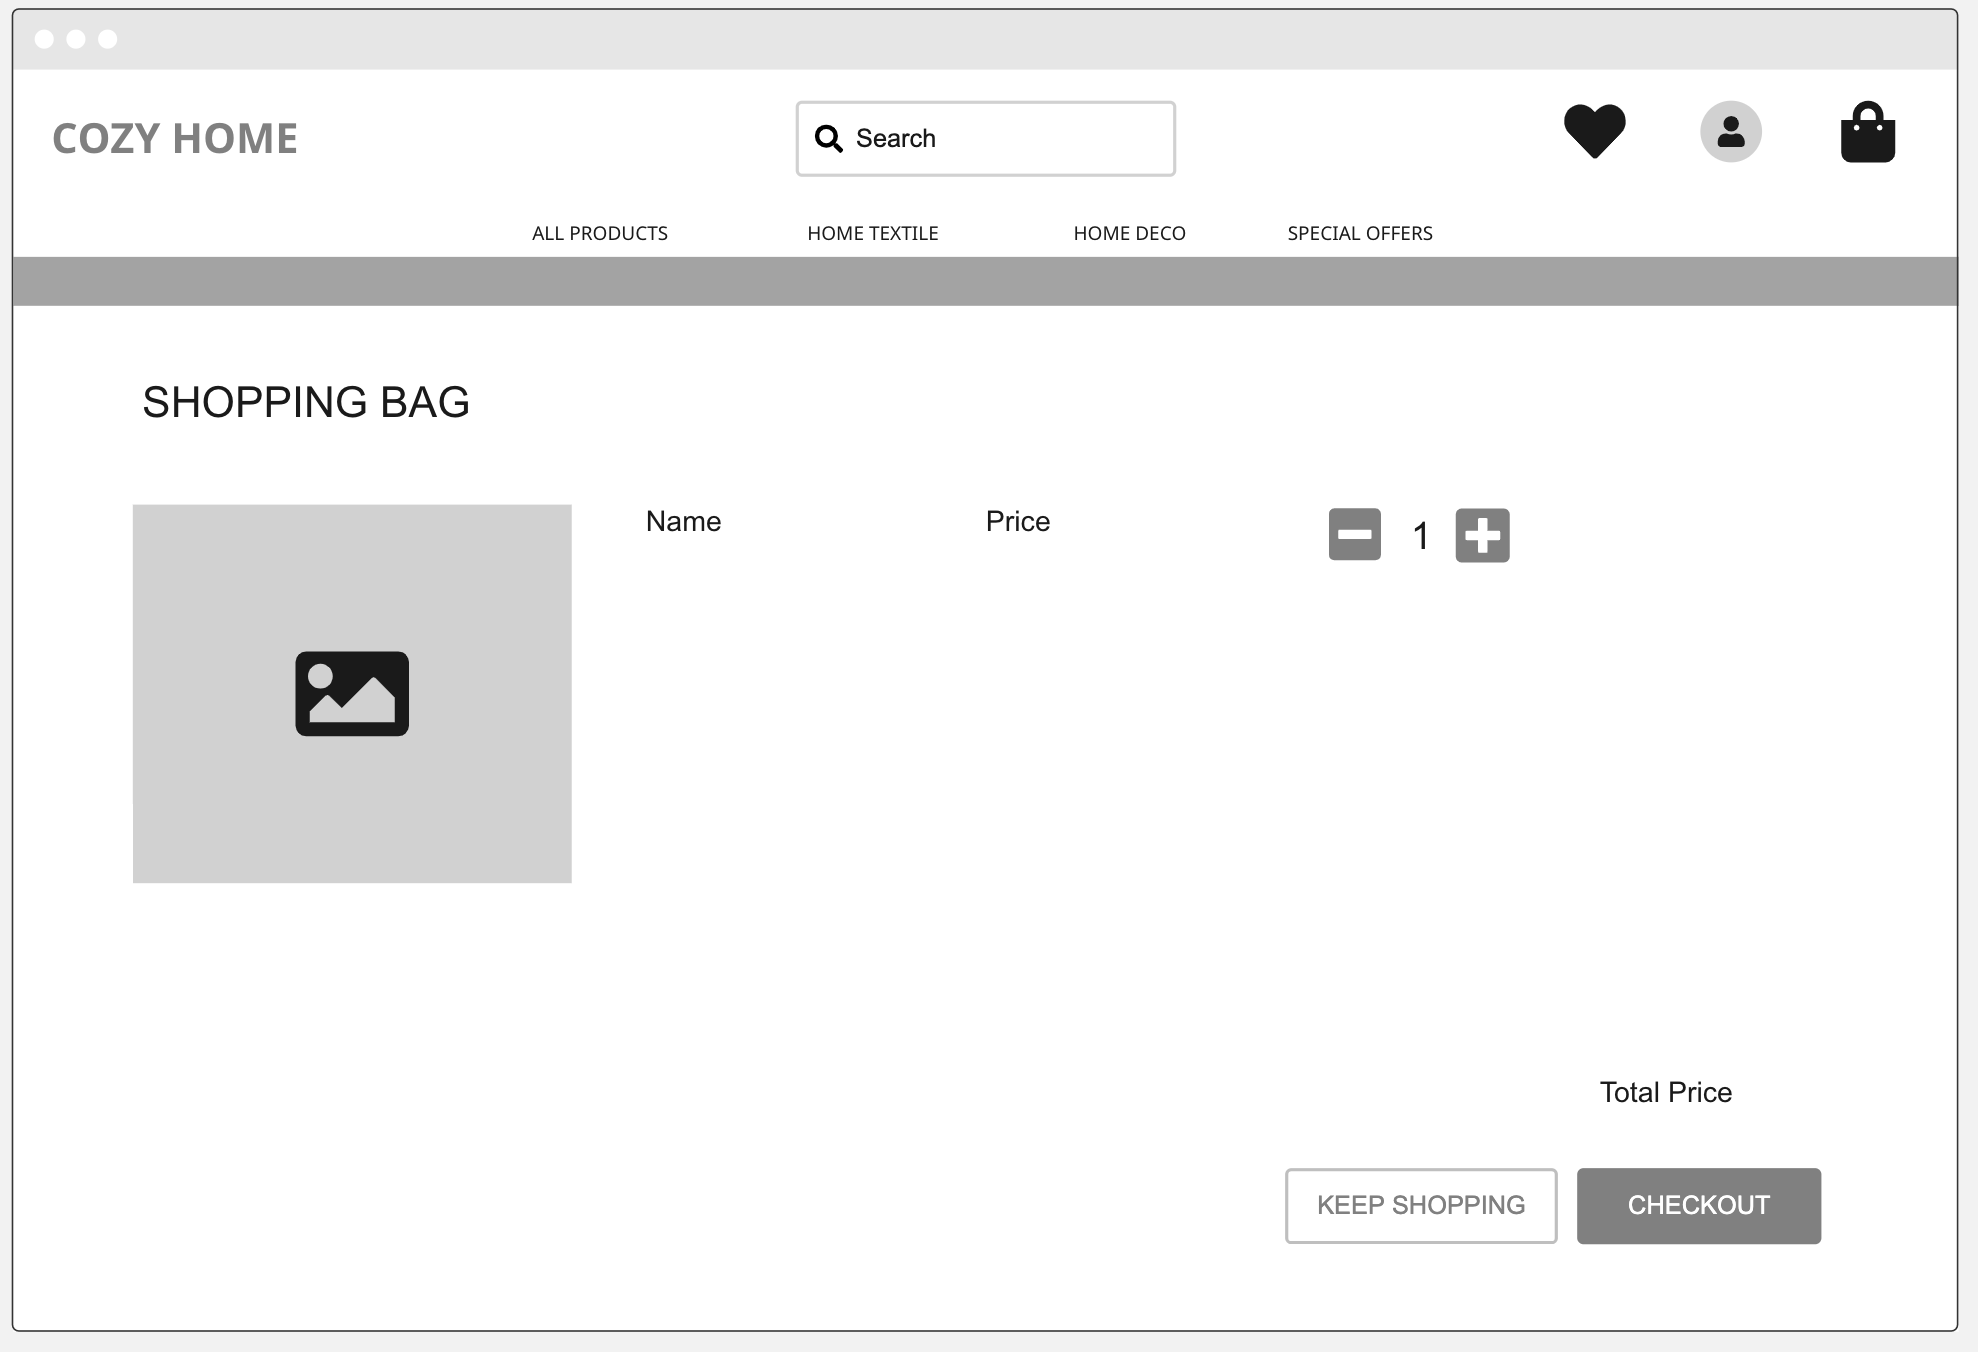 COZY HOME
Search
ALL PRODUCTS HOME TEXTILE HOME DECO SPECIAL OFFERS
SHOPPING BAG
Name Price 1
Total Price
KEEP SHOPPING CHECKOUT